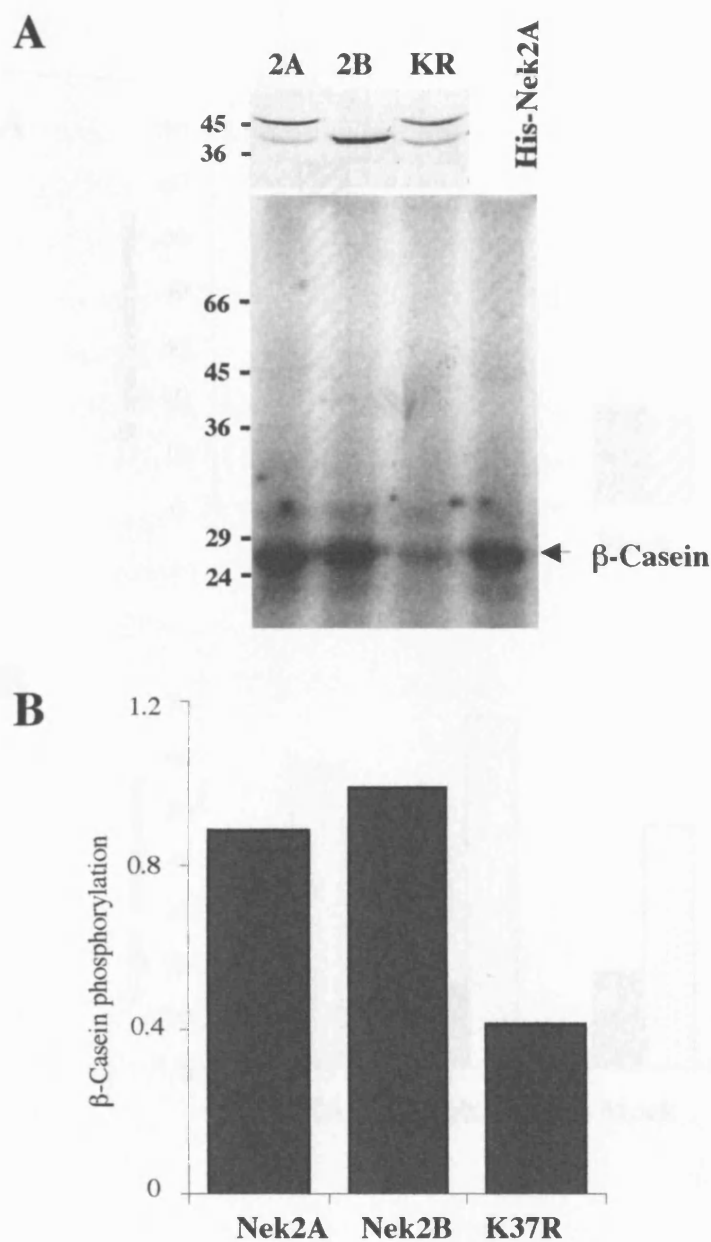 A
2A 2B KR His-Nek2A
45
36
66
45
36
29
24
β-Casein
B
1.2
0.8
0.4
0
β-Casein phosphorylation
Nek2A Nek2B K37R